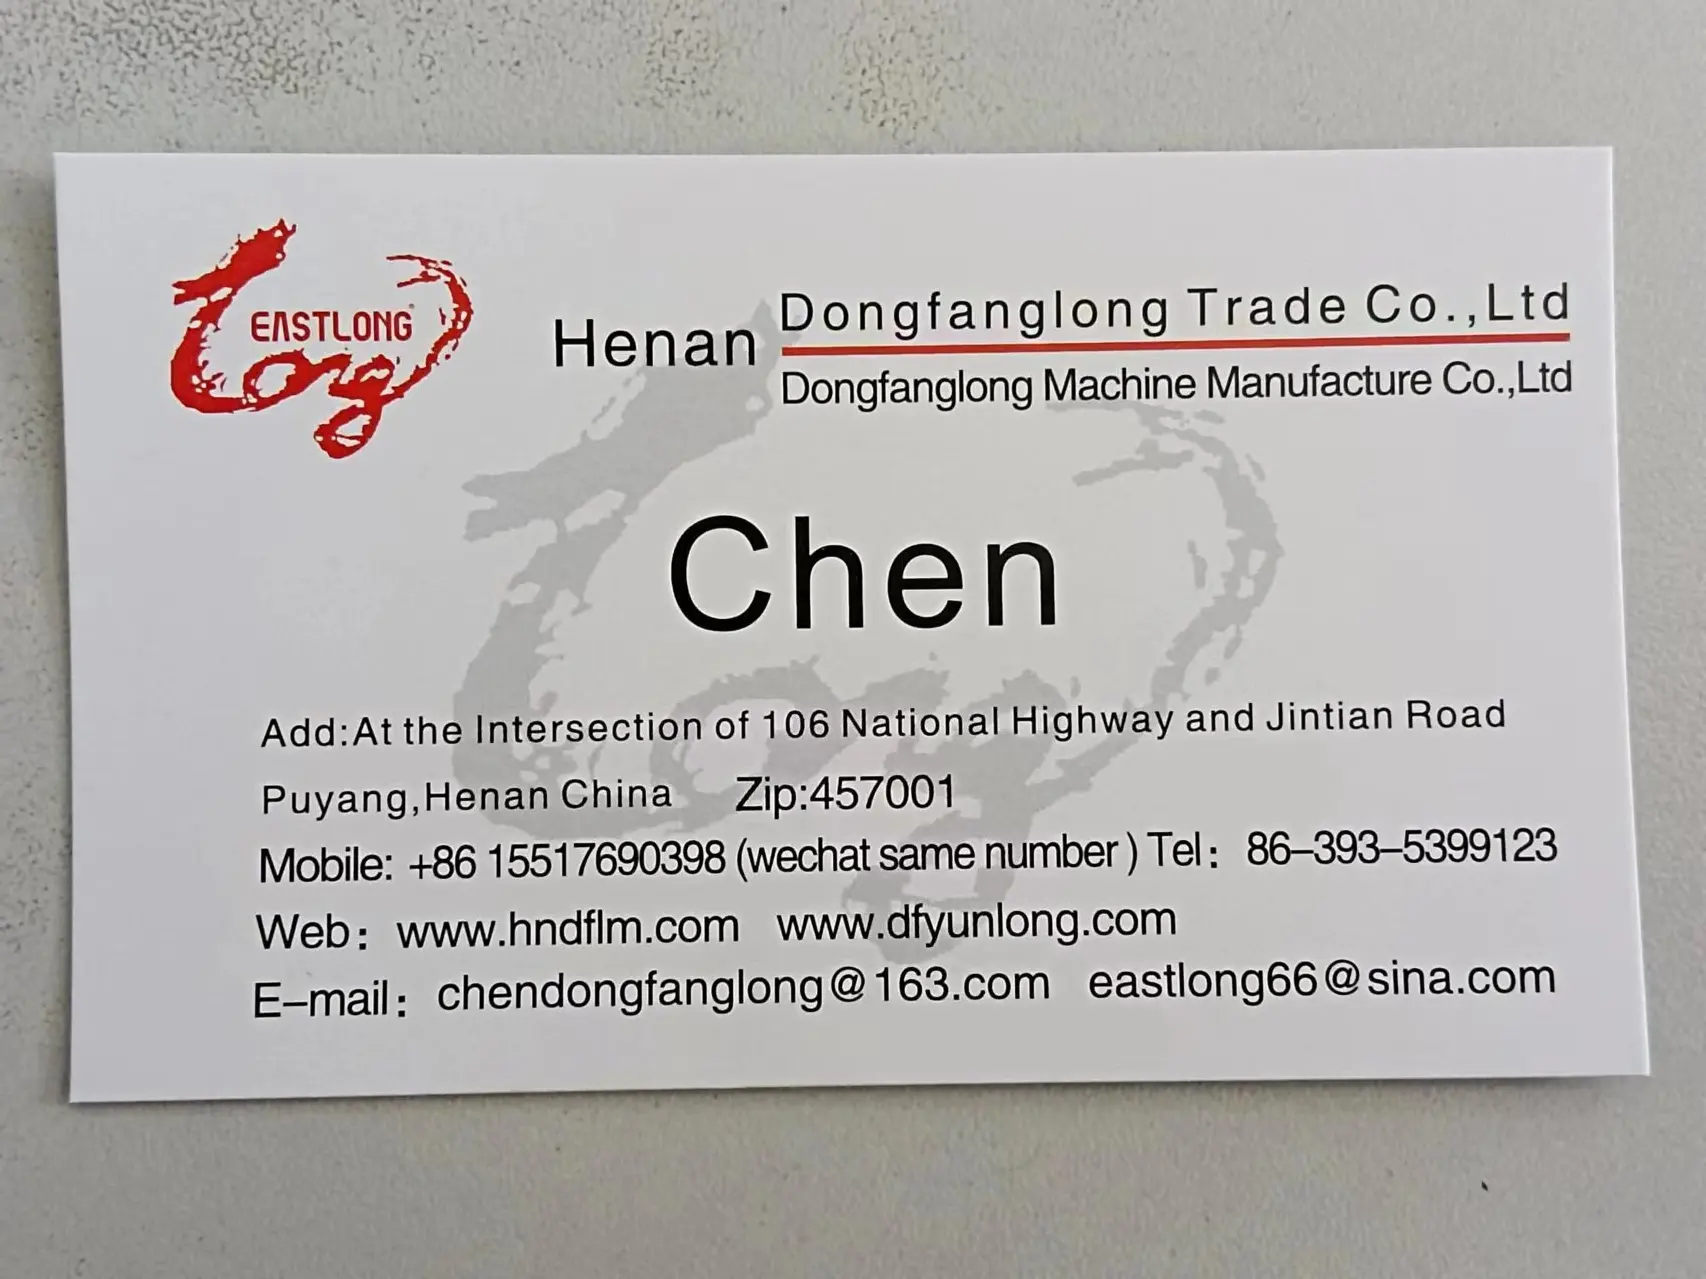 EASTLONG
Long
Henan
Dongfanglong Trade Co.,Ltd
Dongfanglong Machine Manufacture Co.,Ltd
Chen
Add:At the Intersection of 106 National Highway and Jintian Road
Puyang,Henan China Zip:457001
Mobile: +86 15517690398 (wechat same number ) Tel： 86–393–5399123
Web： www.hndflm.com www.dfyunlong.com
E–mail： chendongfanglong@163.com eastlong66@sina.com